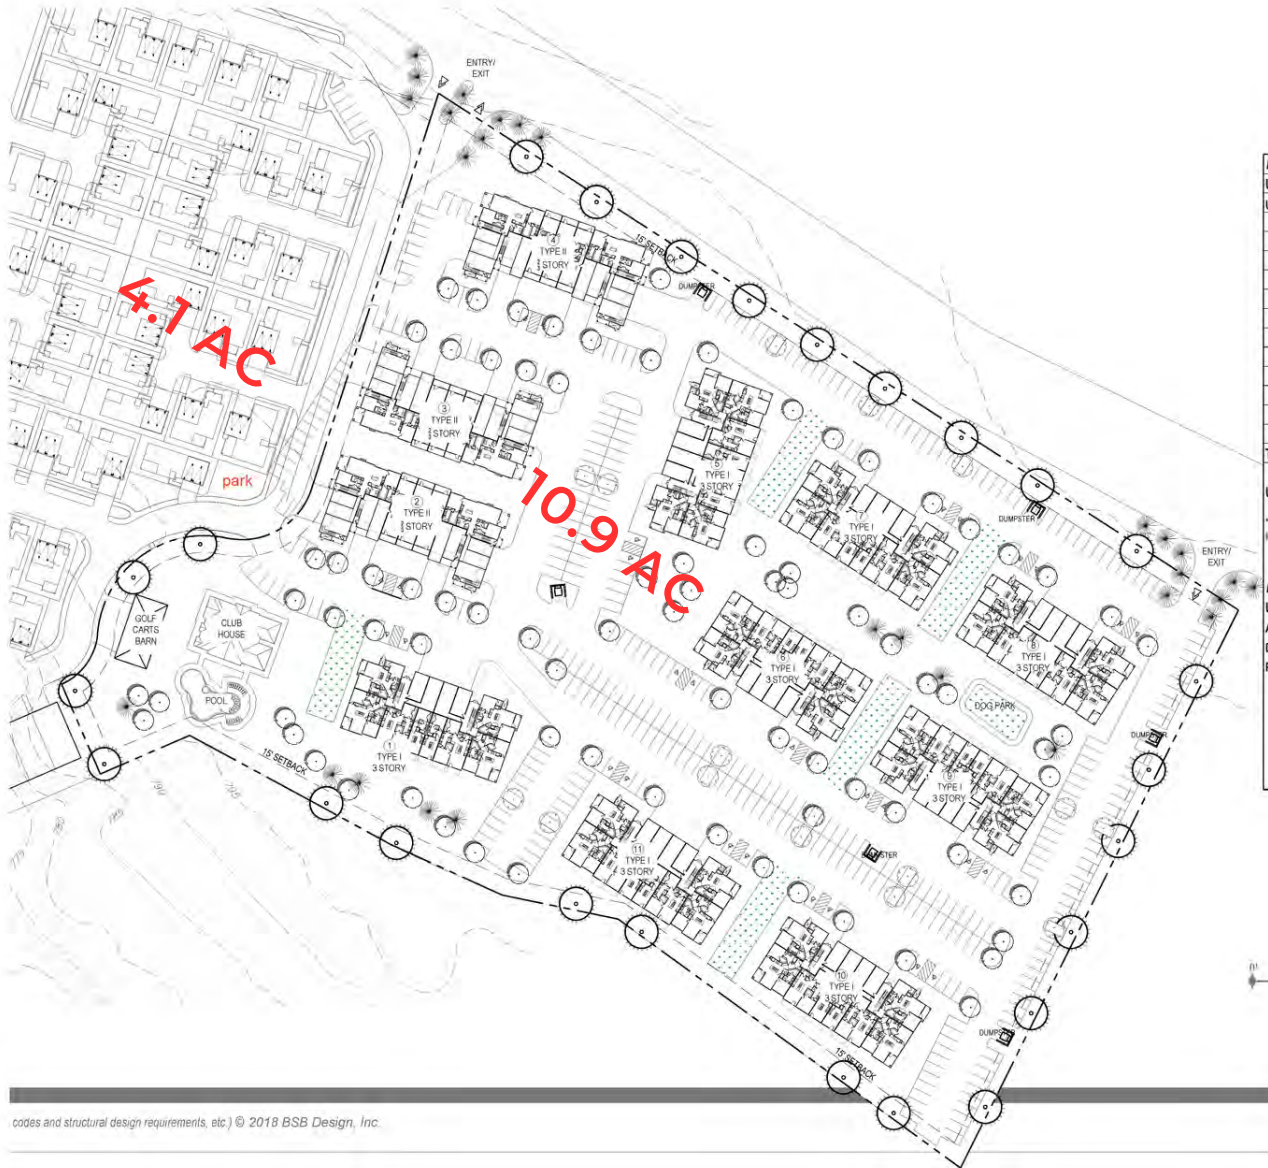 ENTRY/
EXIT
4
TYPE II
STORY
15' SETBACK
DUMPSTER
4.1 AC
3
TYPE II
STORY
park
2
TYPE II
STORY
10.9 AC
5
TYPE I
3 STORY
7
TYPE I
3 STORY
DUMPSTER
ENTRY/
EXIT
GOLF
CARTS
BARN
CLUB
HOUSE
POOL
6
TYPE I
3 STORY
8
TYPE I
3 STORY
DOG PARK
DUMPSTER
1
TYPE I
3 STORY
15' SETBACK
790
795
9
TYPE I
3 STORY
11
TYPE I
3 STORY
DUMPSTER
10
TYPE I
3 STORY
DUMPSTER
15' SETBACK
codes and structural design requirements, etc.) © 2018 BSB Design, Inc.